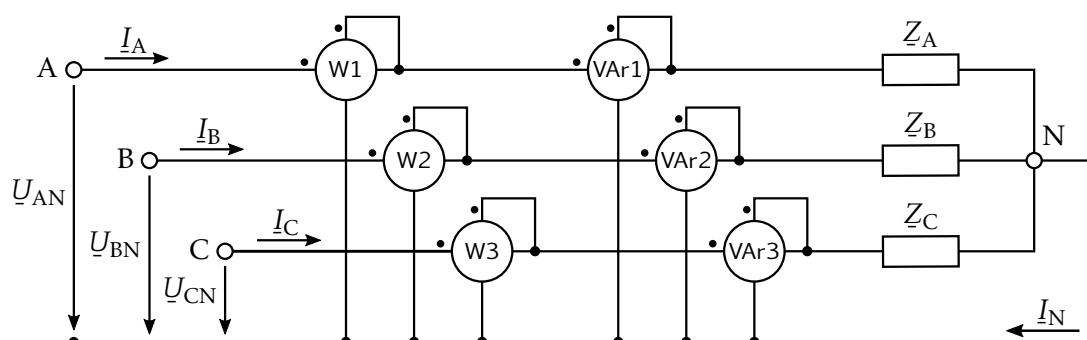 I_A
A
W1
VAr1
Z_A
I_B
B
W2
VAr2
Z_B
N
U_AN
I_C
C
W3
VAr3
Z_C
U_BN
U_CN
I_N